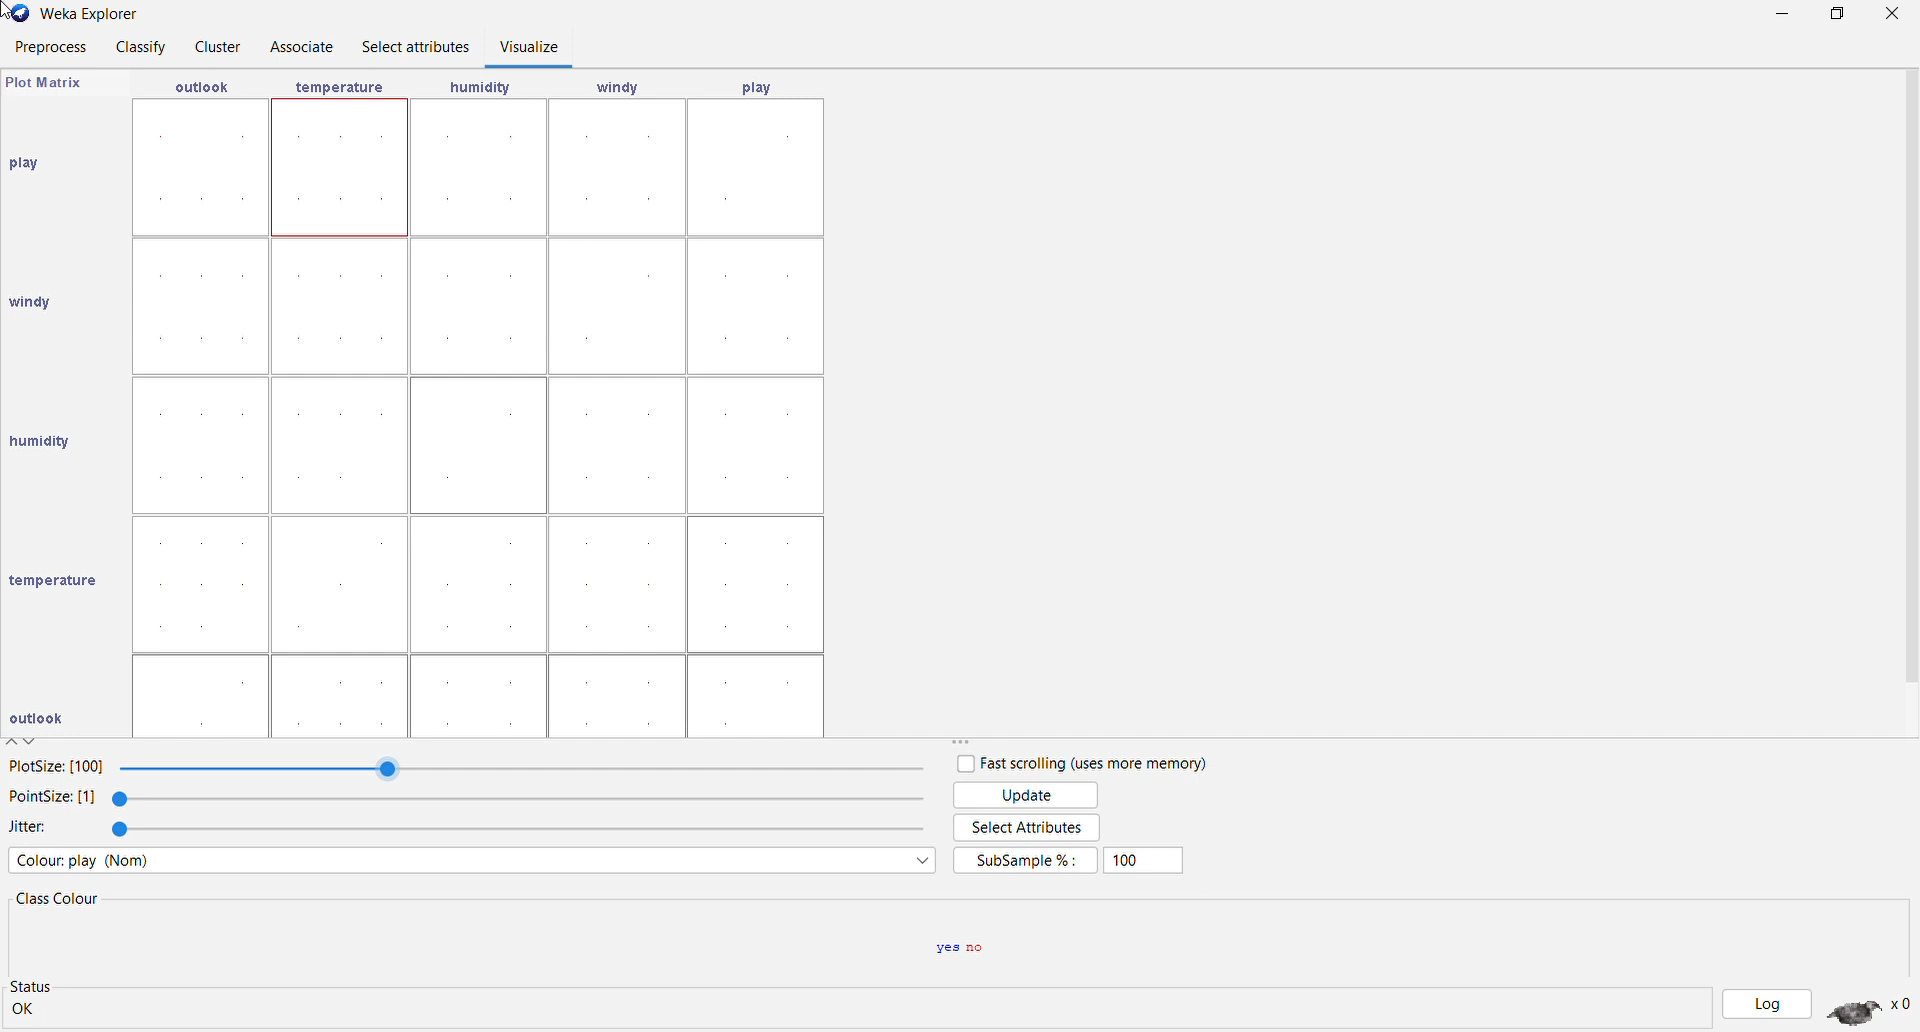 Weka Explorer
Preprocess Classify Cluster Associate Select attributes Visualize
Plot Matrix
outlook temperature humidity windy play
play
windy
humidity
temperature
outlook
PlotSize: [100]
Fast scrolling (uses more memory)
PointSize: [1]
Update
Jitter:
Select Attributes
Colour: play (Nom)
SubSample % : 100
Class Colour
yes no
Status
OK
Log x 0